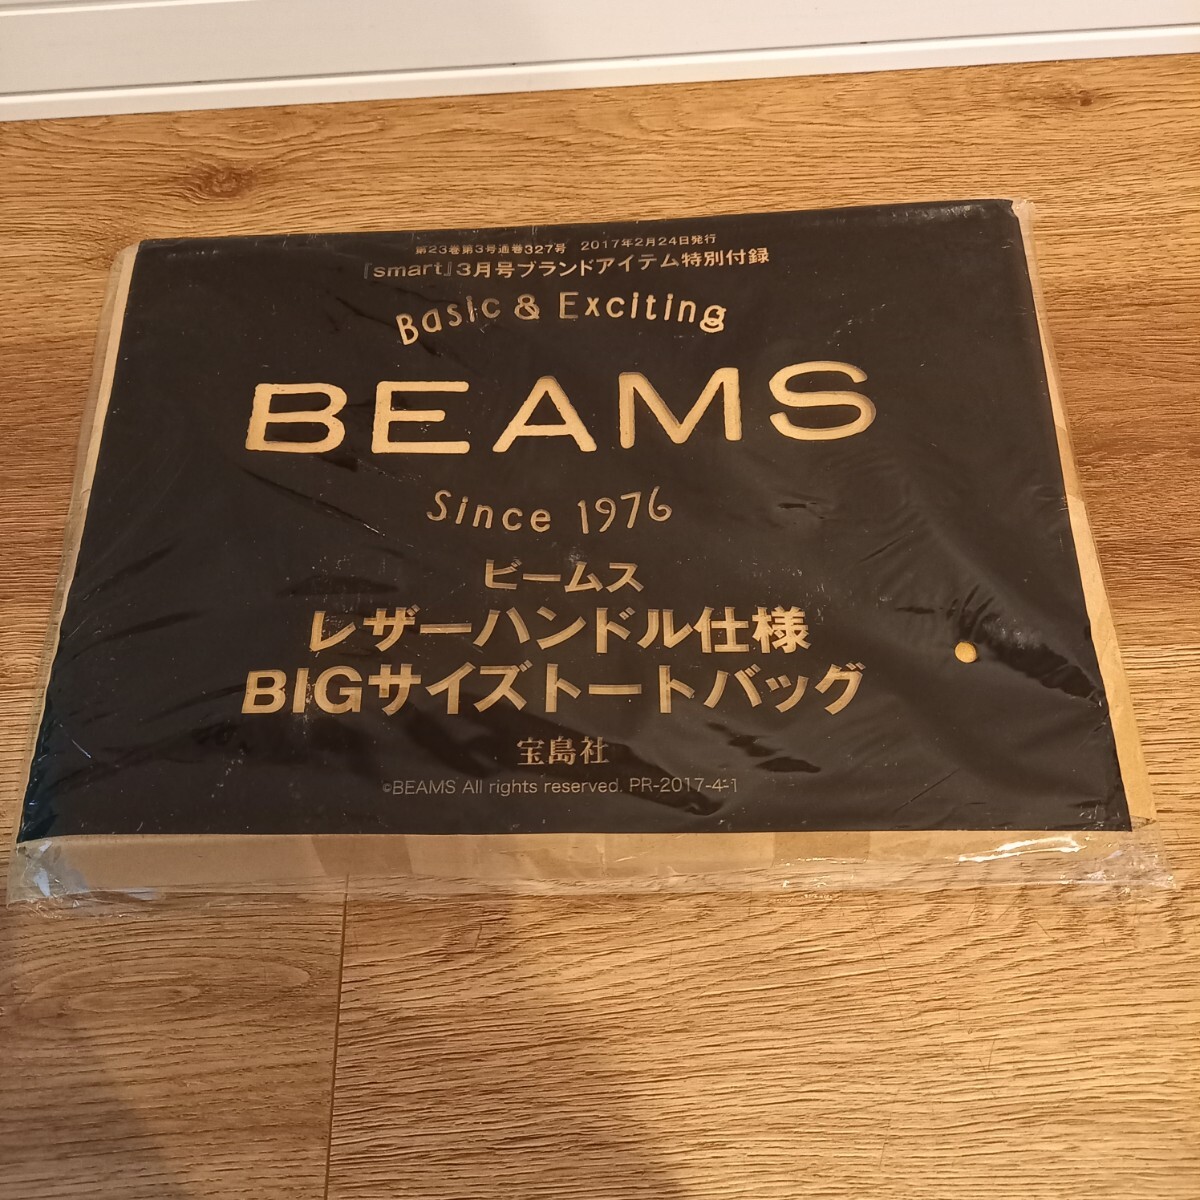 第23巻第3号通巻327号　2017年2月24日発行
『smart』3月号ブランドアイテム特別付録
Basic & Exciting
BEAMS
Since 1976
ビームス
レザーハンドル仕様
BIGサイズトートバッグ
宝島社
©BEAMS All rights reserved. PR-2017-4-1